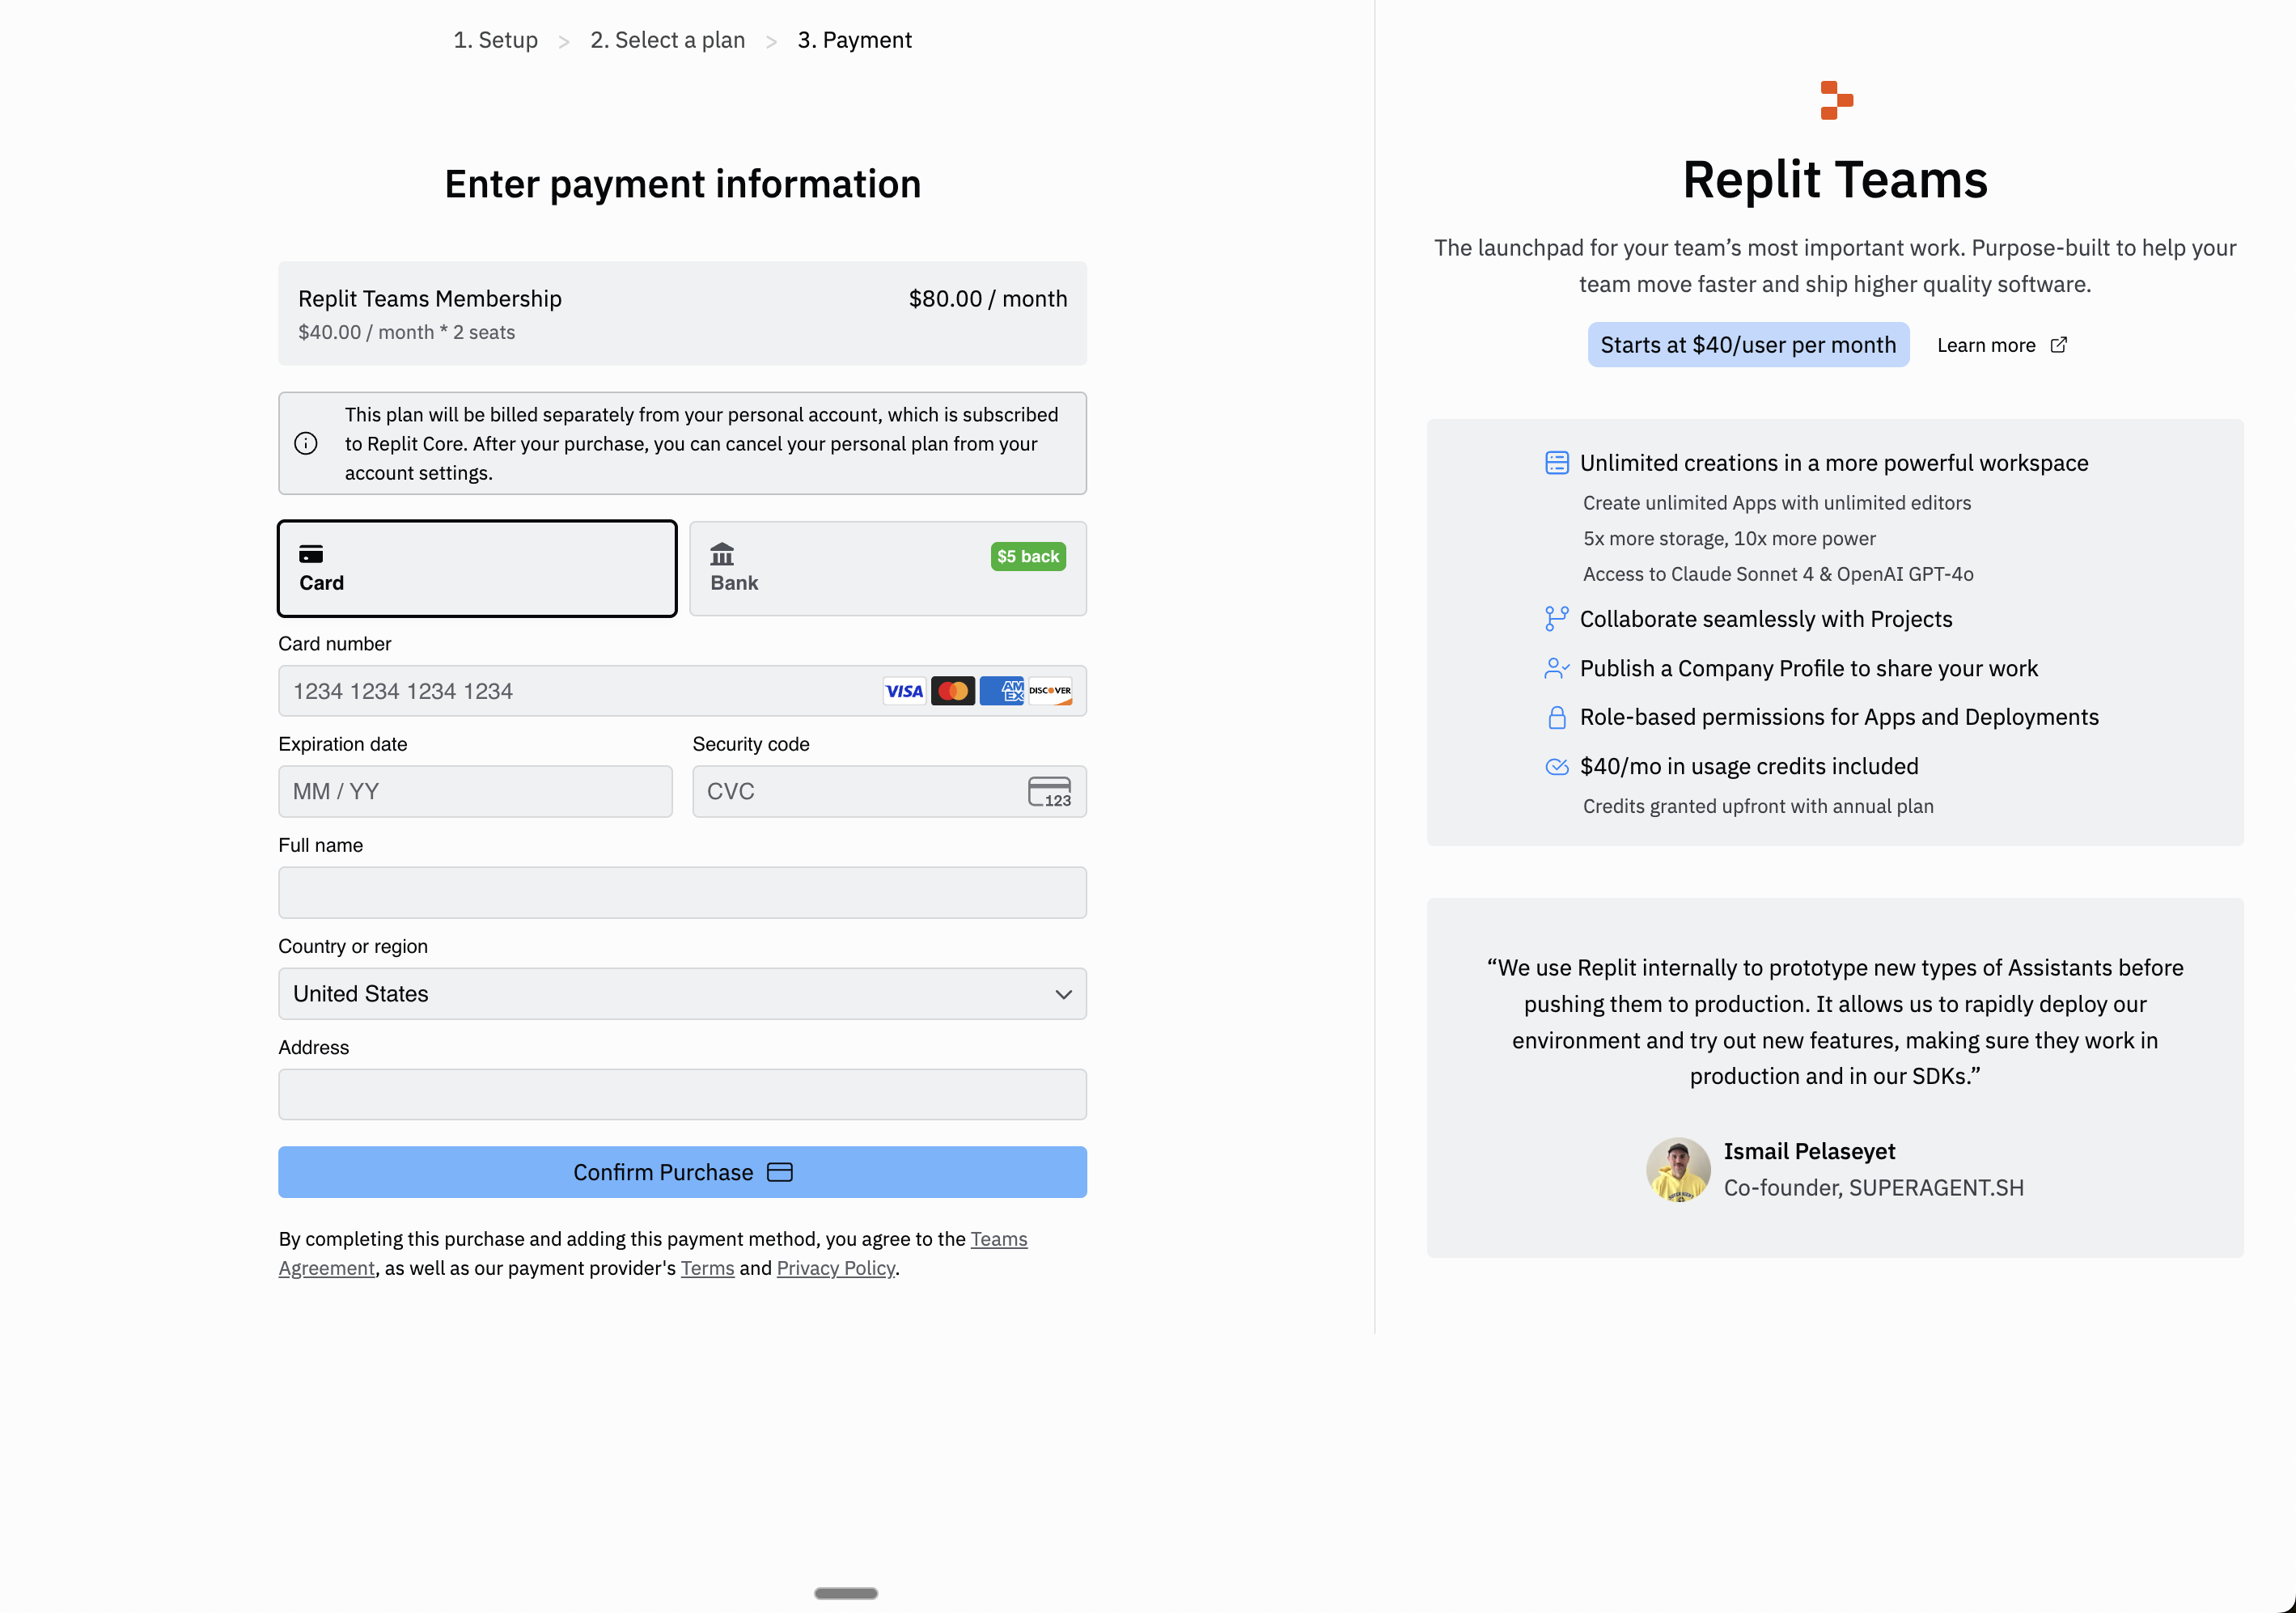 1. Setup > 2. Select a plan > 3. Payment
Enter payment information
Replit Teams Membership
$80.00 / month
$40.00 / month * 2 seats
This plan will be billed separately from your personal account, which is subscribed
to Replit Core. After your purchase, you can cancel your personal plan from your
account settings.
Card
Bank
$5 back
Card number
1234 1234 1234 1234
VISA
AM
EX
DISCOVER
Expiration date
Security code
MM / YY
CVC
123
Full name
Country or region
United States
Address
Confirm Purchase
By completing this purchase and adding this payment method, you agree to the Teams
Agreement, as well as our payment provider's Terms and Privacy Policy.
Replit Teams
The launchpad for your team’s most important work. Purpose-built to help your
team move faster and ship higher quality software.
Starts at $40/user per month
Learn more
Unlimited creations in a more powerful workspace
Create unlimited Apps with unlimited editors
5x more storage, 10x more power
Access to Claude Sonnet 4 & OpenAI GPT-4o
Collaborate seamlessly with Projects
Publish a Company Profile to share your work
Role-based permissions for Apps and Deployments
$40/mo in usage credits included
Credits granted upfront with annual plan
“We use Replit internally to prototype new types of Assistants before
pushing them to production. It allows us to rapidly deploy our
environment and try out new features, making sure they work in
production and in our SDKs.”
Ismail Pelaseyet
Co-founder, SUPERAGENT.SH